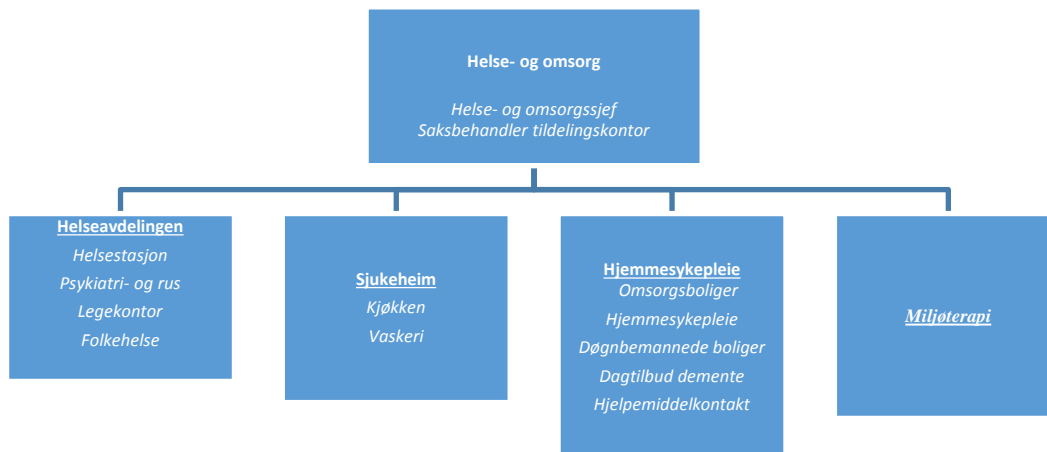 Helse- og omsorg
Helse- og omsorgssjef
Saksbehandler tildelingskontor
Helseavdelingen
Helsestasjon
Psykiatri- og rus
Legekontor
Folkehelse
Sjukeheim
Kjøkken
Vaskeri
Hjemmesykepleie
Omsorgsboliger
Hjemmesykepleie
Døgnbemannede boliger
Dagtilbud demente
Hjelpemiddelkontakt
Miljøterapi